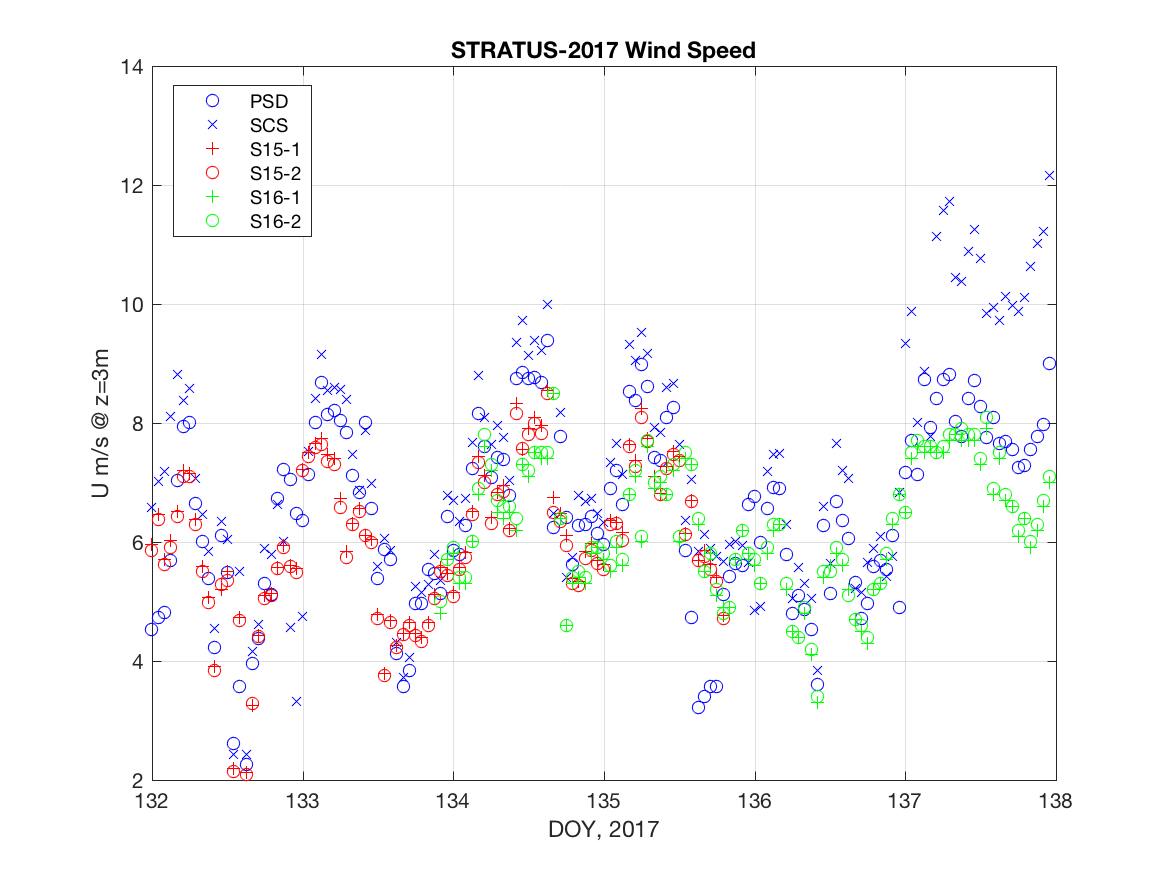 STRATUS-2017 Wind Speed
14
12
10
8
6
4
2
U m/s @ z=3m
PSD
SCS
S15-1
S15-2
S16-1
S16-2
132 133 134 135 136 137 138
DOY, 2017